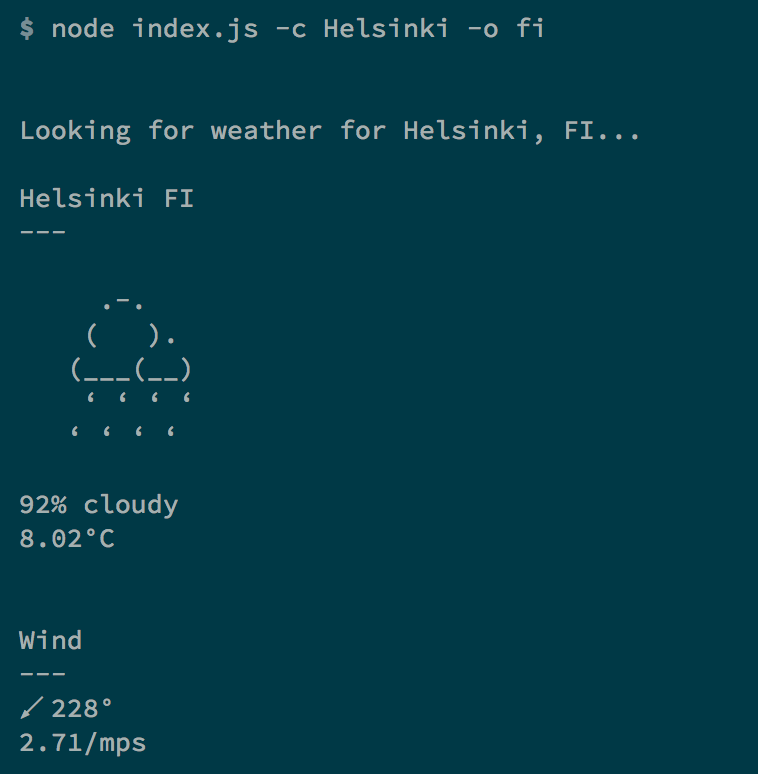 $ node index.js -c Helsinki -o fi
Looking for weather for Helsinki, FI...
Helsinki FI
---
      .-.
     (   ).
    (___(__)
     ‘ ‘ ‘ ‘
    ‘ ‘ ‘ ‘
92% cloudy
8.02°C
Wind
---
↙ 228°
2.71/mps